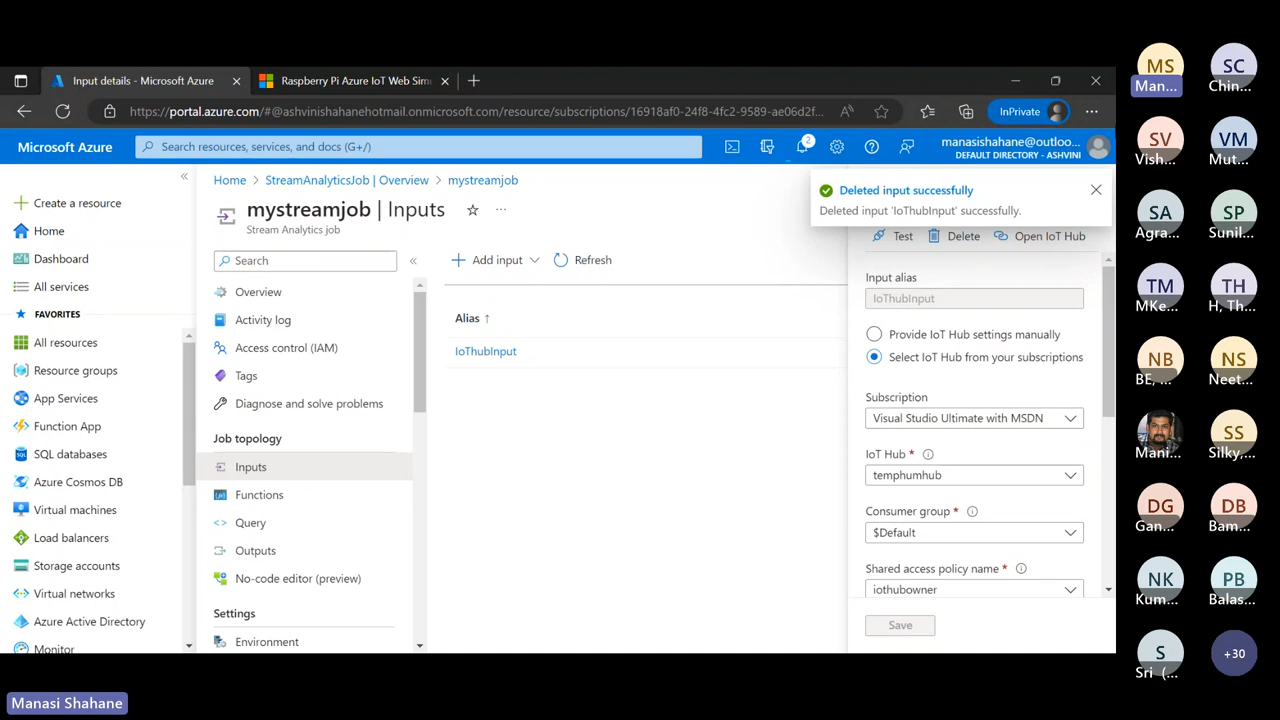 Input details - Microsoft Azure
Raspberry Pi Azure IoT Web Sim
https://portal.azure.com/#@ashvinishahanehotmail.onmicrosoft.com/resource/subscriptions/16918af0-24f8-4fc2-9589-ae06d2f...
InPrivate
Microsoft Azure
Search resources, services, and docs (G+/)
2
manasishahane@outloo...
DEFAULT DIRECTORY - ASHVINI
Create a resource
Home
Dashboard
All services
FAVORITES
All resources
Resource groups
App Services
Function App
SQL databases
Azure Cosmos DB
Virtual machines
Load balancers
Storage accounts
Virtual networks
Azure Active Directory
Monitor
Home
StreamAnalyticsJob | Overview
mystreamjob
mystreamjob | Inputs
Stream Analytics job
Search
Overview
Activity log
Access control (IAM)
Tags
Diagnose and solve problems
Job topology
Inputs
Functions
Query
Outputs
No-code editor (preview)
Settings
Environment
Add input
Refresh
Alias ↑
IoThubInput
Deleted input successfully
Deleted input 'IoThubInput' successfully.
Test
Delete
Open IoT Hub
Input alias
IoThubInput
Provide IoT Hub settings manually
Select IoT Hub from your subscriptions
Subscription
Visual Studio Ultimate with MSDN
IoT Hub *
temphumhub
Consumer group *
$Default
Shared access policy name *
iothubowner
Save
MS
Man...
SC
Chin...
SV
Vish...
VM
Mut...
SA
Agra...
SP
Sunil...
TM
MKe...
TH
H, Th...
NB
BE, ...
NS
Neet...
Mani...
SS
Silky,...
DG
Gan...
DB
Bam...
NK
Kum...
PB
Balas...
S
Sri (...
+30
Manasi Shahane